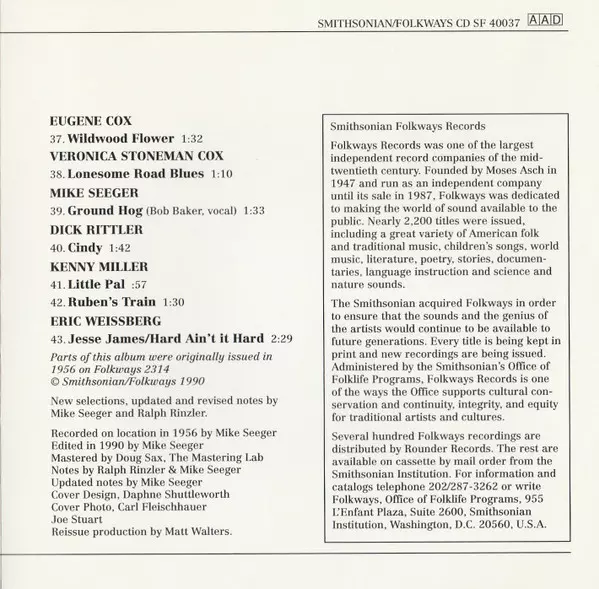 SMITHSONIAN/FOLKWAYS CD SF 40037 AAD
EUGENE COX
37. Wildwood Flower 1:32
VERONICA STONEMAN COX
38. Lonesome Road Blues 1:10
MIKE SEEGER
39. Ground Hog (Bob Baker, vocal) 1:33
DICK RITTLER
40. Cindy 1:42
KENNY MILLER
41. Little Pal :57
42. Ruben's Train 1:30
ERIC WEISSBERG
43. Jesse James/Hard Ain't it Hard 2:29
Parts of this album were originally issued in
1956 on Folkways 2314
© Smithsonian/Folkways 1990
New selections, updated and revised notes by
Mike Seeger and Ralph Rinzler.
Recorded on location in 1956 by Mike Seeger
Edited in 1990 by Mike Seeger
Mastered by Doug Sax, The Mastering Lab
Notes by Ralph Rinzler & Mike Seeger
Updated notes by Mike Seeger
Cover Design, Daphne Shuttleworth
Cover Photo, Carl Fleischhauer
Joe Stuart
Reissue production by Matt Walters.
Smithsonian Folkways Records
Folkways Records was one of the largest
independent record companies of the mid-
twentieth century. Founded by Moses Asch in
1947 and run as an independent company
until its sale in 1987, Folkways was dedicated
to making the world of sound available to the
public. Nearly 2,200 titles were issued,
including a great variety of American folk
and traditional music, children's songs, world
music, literature, poetry, stories, documen-
taries, language instruction and science and
nature sounds.
The Smithsonian acquired Folkways in order
to ensure that the sounds and the genius of
the artists would continue to be available to
future generations. Every title is being kept in
print and new recordings are being issued.
Administered by the Smithsonian's Office of
Folklife Programs, Folkways Records is one
of the ways the Office supports cultural con-
servation and continuity, integrity, and equity
for traditional artists and cultures.
Several hundred Folkways recordings are
distributed by Rounder Records. The rest are
available on cassette by mail order from the
Smithsonian Institution. For information and
catalogs telephone 202/287-3262 or write
Folkways, Office of Folklife Programs, 955
L'Enfant Plaza, Suite 2600, Smithsonian
Institution, Washington, D.C. 20560, U.S.A.